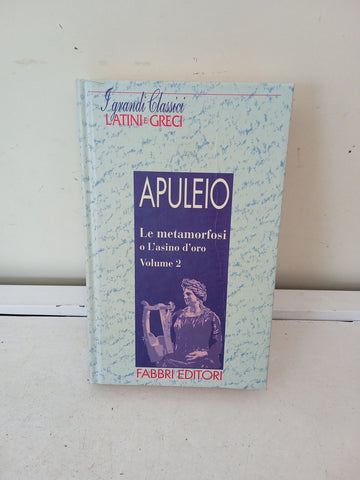 I grandi Classici
LATINI E GRECI
APULEIO
Le metamorfosi
o L'asino d'oro
Volume 2
FABBRI EDITORI